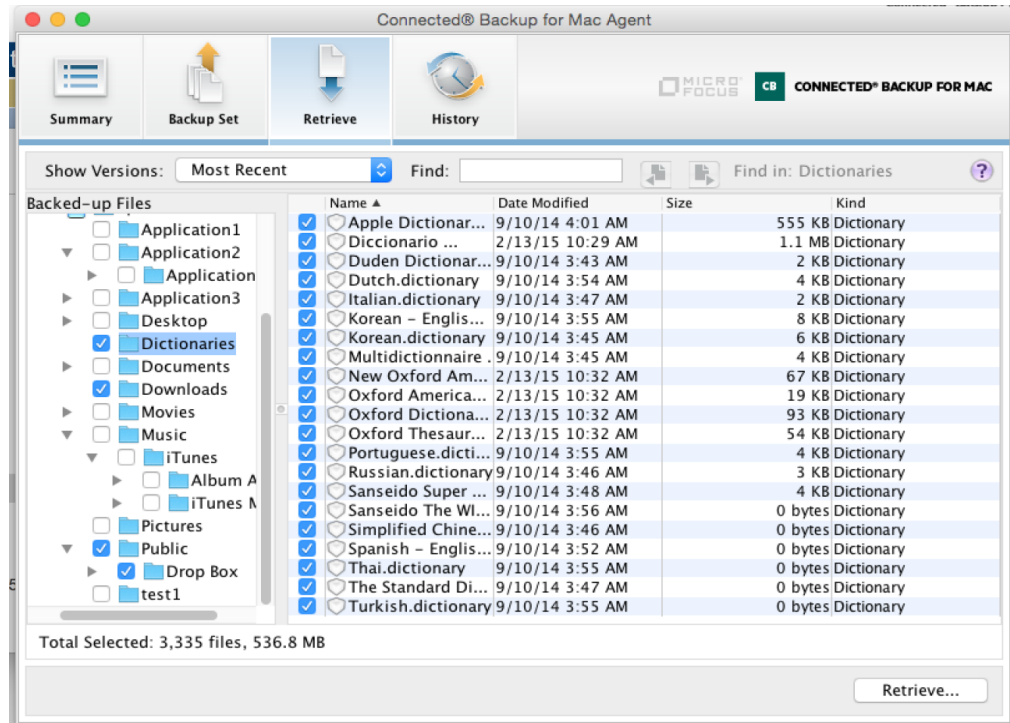 Connected® Backup for Mac Agent
Summary
Backup Set
Retrieve
History
MICRO FOCUS
CB
CONNECTED® BACKUP FOR MAC
Show Versions: Most Recent Find: Find in: Dictionaries ?
Backed-up Files
Application1
Application2
Application
Application3
Desktop
Dictionaries
Documents
Downloads
Movies
Music
iTunes
Album A
iTunes M
Pictures
Public
Drop Box
test1
Name Date Modified Size Kind
Apple Dictionar... 9/10/14 4:01 AM 555 KB Dictionary
Diccionario ... 2/13/15 10:29 AM 1.1 MB Dictionary
Duden Dictionar... 9/10/14 3:43 AM 2 KB Dictionary
Dutch.dictionary 9/10/14 3:54 AM 4 KB Dictionary
Italian.dictionary 9/10/14 3:47 AM 2 KB Dictionary
Korean – Englis... 9/10/14 3:55 AM 8 KB Dictionary
Korean.dictionary 9/10/14 3:45 AM 6 KB Dictionary
Multidictionnaire . 9/10/14 3:45 AM 4 KB Dictionary
New Oxford Am... 2/13/15 10:32 AM 67 KB Dictionary
Oxford America... 2/13/15 10:32 AM 19 KB Dictionary
Oxford Dictiona... 2/13/15 10:32 AM 93 KB Dictionary
Oxford Thesaur... 2/13/15 10:32 AM 54 KB Dictionary
Portuguese.dicti... 9/10/14 3:55 AM 4 KB Dictionary
Russian.dictionary 9/10/14 3:46 AM 3 KB Dictionary
Sanseido Super ... 9/10/14 3:48 AM 4 KB Dictionary
Sanseido The WI... 9/10/14 3:56 AM 0 bytes Dictionary
Simplified Chine... 9/10/14 3:46 AM 0 bytes Dictionary
Spanish – Englis... 9/10/14 3:52 AM 0 bytes Dictionary
Thai.dictionary 9/10/14 3:55 AM 0 bytes Dictionary
The Standard Di... 9/10/14 3:47 AM 0 bytes Dictionary
Turkish.dictionary 9/10/14 3:55 AM 0 bytes Dictionary
Total Selected: 3,335 files, 536.8 MB
Retrieve...